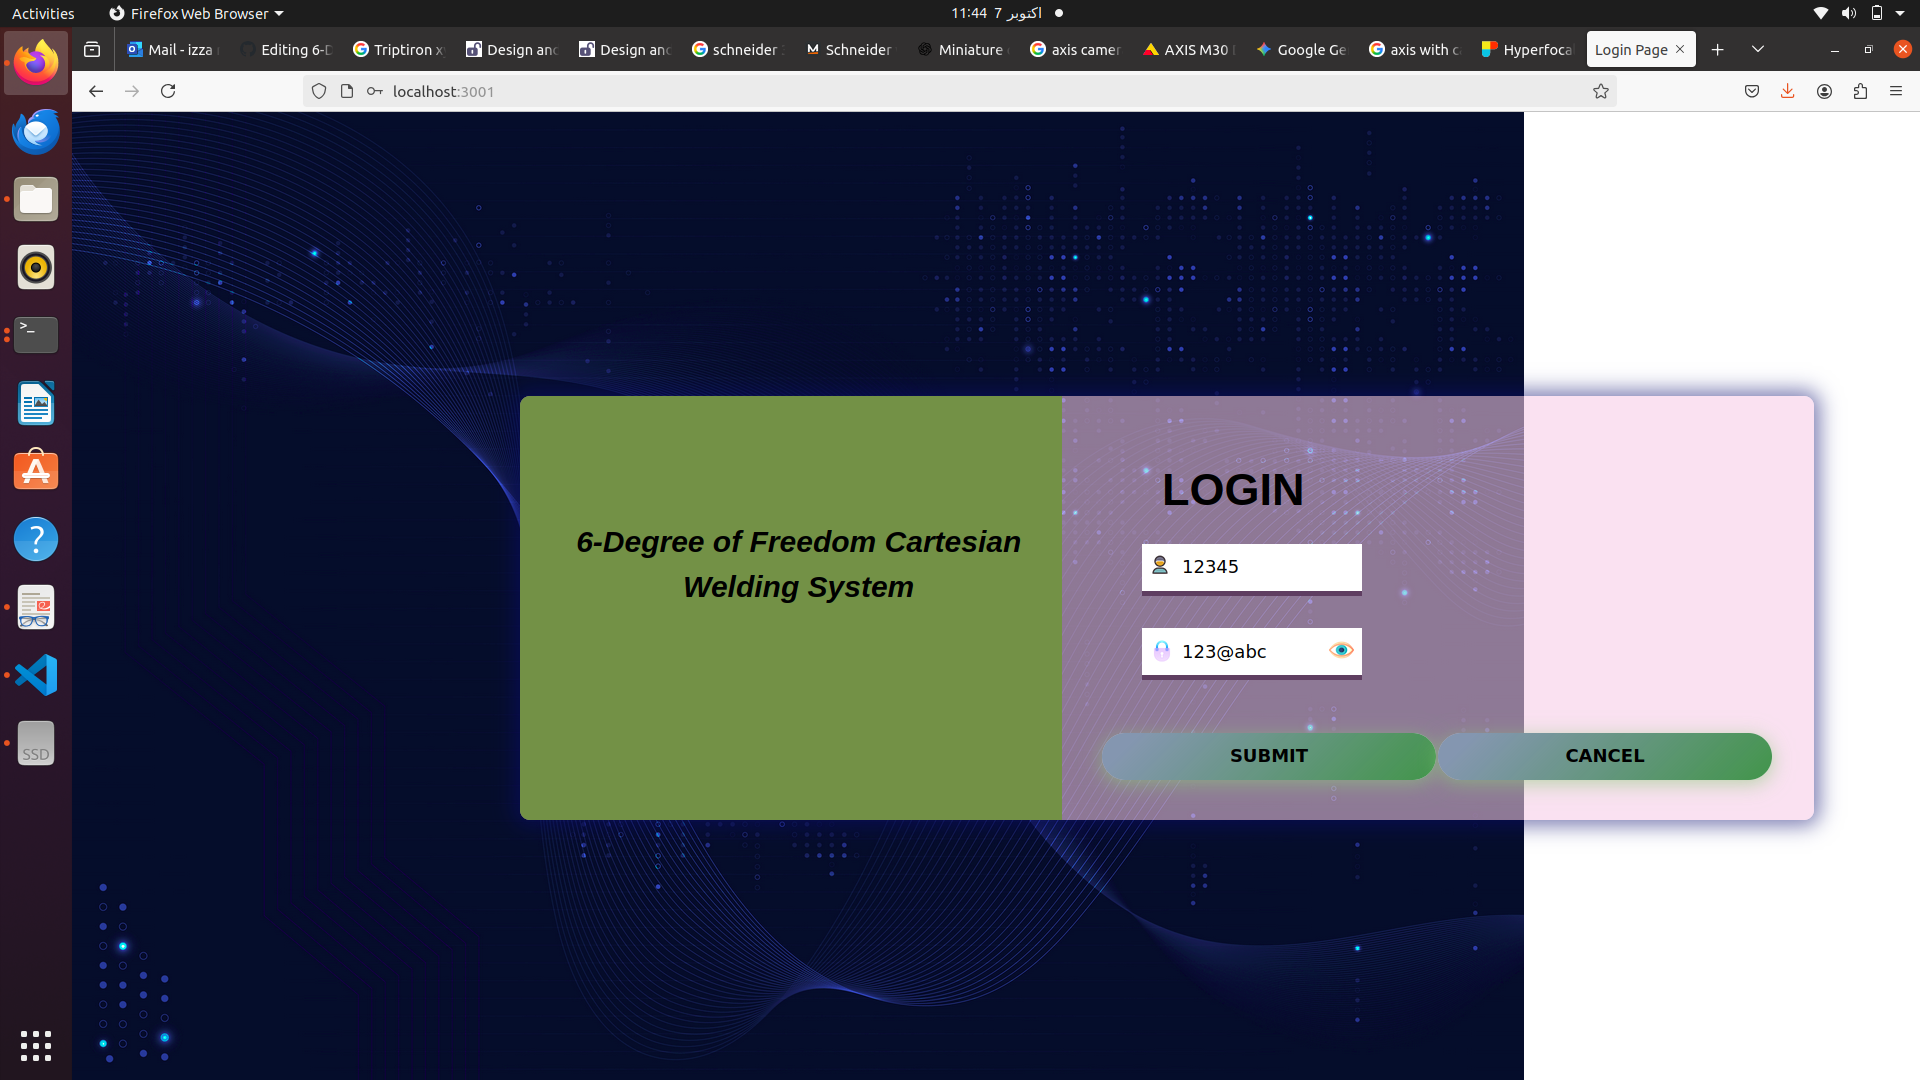 Activities
Firefox Web Browser
اکتوبر 7 11:44
Mail - izza
Editing 6-D
Triptiron x
Design and
Design and
schneider
Schneider
Miniature
axis camer
AXIS M30
Google Ge
axis with c
Hyperfocal
Login Page
localhost:3001
LOGIN
6-Degree of Freedom Cartesian
Welding System
12345
123@abc
SUBMIT
CANCEL
>_
SSD